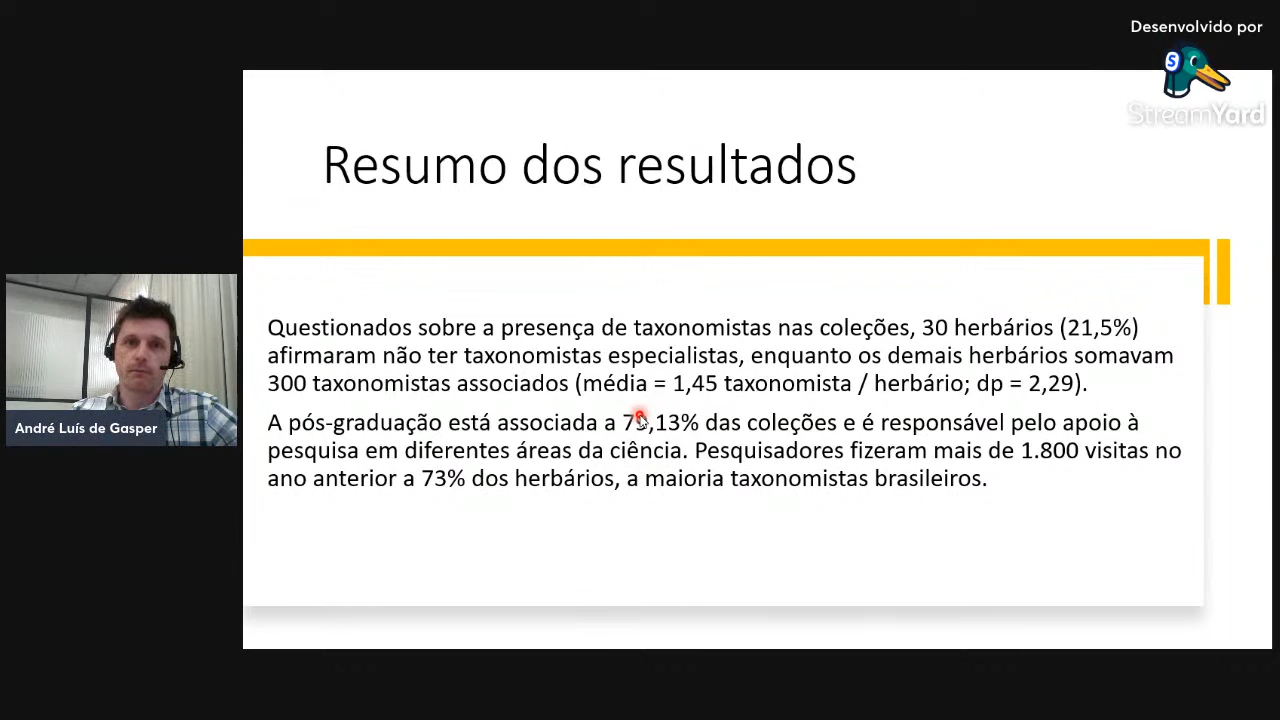 Desenvolvido por
StreamYard
Resumo dos resultados
Questionados sobre a presença de taxonomistas nas coleções, 30 herbários (21,5%)
afirmaram não ter taxonomistas especialistas, enquanto os demais herbários somavam
300 taxonomistas associados (média = 1,45 taxonomista / herbário; dp = 2,29).
A pós-graduação está associada a das coleções e é responsável pelo apoio à
pesquisa em diferentes áreas da ciência. Pesquisadores fizeram mais de 1.800 visitas no
ano anterior a 73% dos herbários, a maioria taxonomistas brasileiros.
André Luís de Gasper